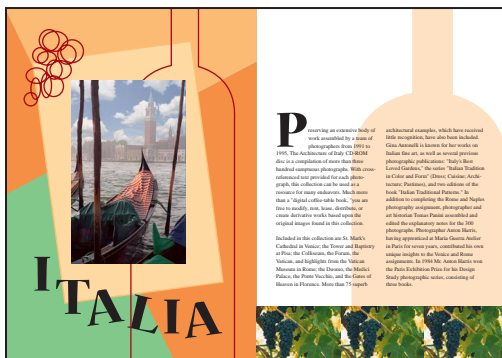 ITALIA
Preserving an extensive body of
work assembled by a team of
photographers from 1991 to
1995, The Architecture of Italy CD-ROM
disc is a compilation of more than three
hundred sumptuous photographs. With cross-
referenced text provided for each photo-
graph, this collection can be used as a
resource for many endeavors. Much more
than a "digital coffee-table book, "you are
free to modify, rent, lease, distribute, or
create derivative works based upon the
original images found in this collection.
Included in this collection are St. Mark's
Cathedral in Venice; the Tower and Baptistry
at Pisa; the Coliseum, the Forum, the
Vatican, and highlights from the Vatican
Museum in Rome; the Duomo, the Medici
Palace, the Ponte Vecchio, and the Gates of
Heaven in Florence. More than 75 superb
architectural examples, which have received
little recognition, have also been included.
Gina Antonelli is known for her works on
Italian fine art, as well as several previous
photographic publications: "Italy's Best
Loved Gardens," the series "Italian Tradition
in Color and Form" (Dress; Cuisine; Archi-
tecture; Pastimes), and two editions of the
book "Italian Traditional Patterns." In
addition to completing the Rome and Naples
photography assignment, photographer and
art historian Tomas Panini assembled and
edited the explanatory notes for the 300
photographs. Photographer Anton Harris,
having apprenticed at Maria Guerra Atelier
in Paris for seven years, contributed his own
unique insights to the Venice and Rome
assignments. In 1984 Mr. Anton Harris won
the Paris Exhibition Prize for his Design
Study photographic series, consisting of
three books.